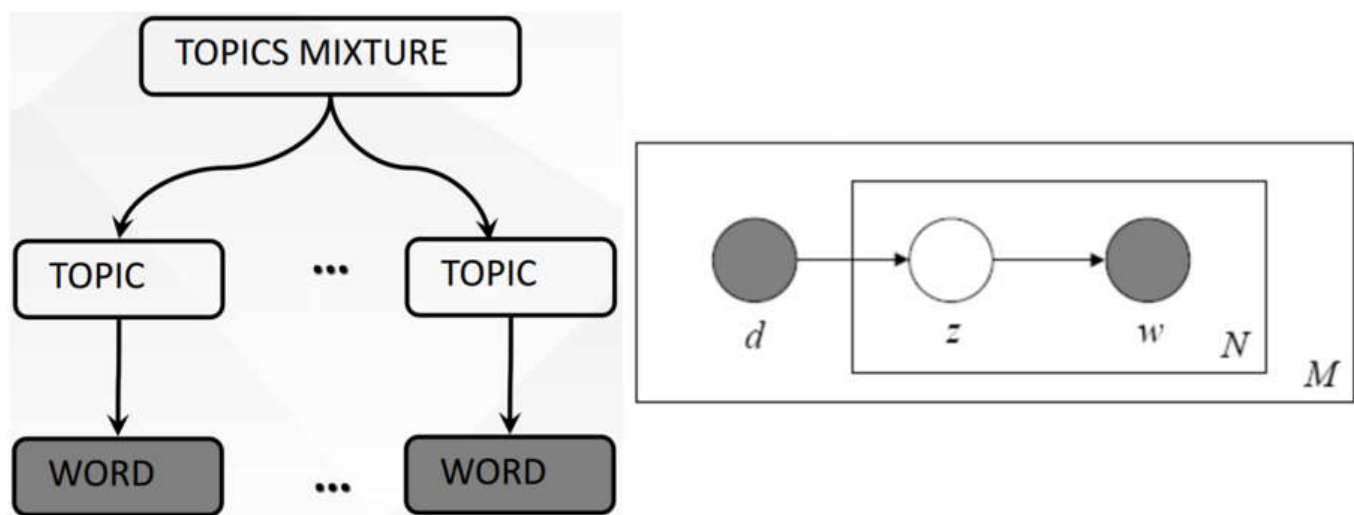 TOPICS MIXTURE
TOPIC ... TOPIC
WORD ... WORD
d z w N M